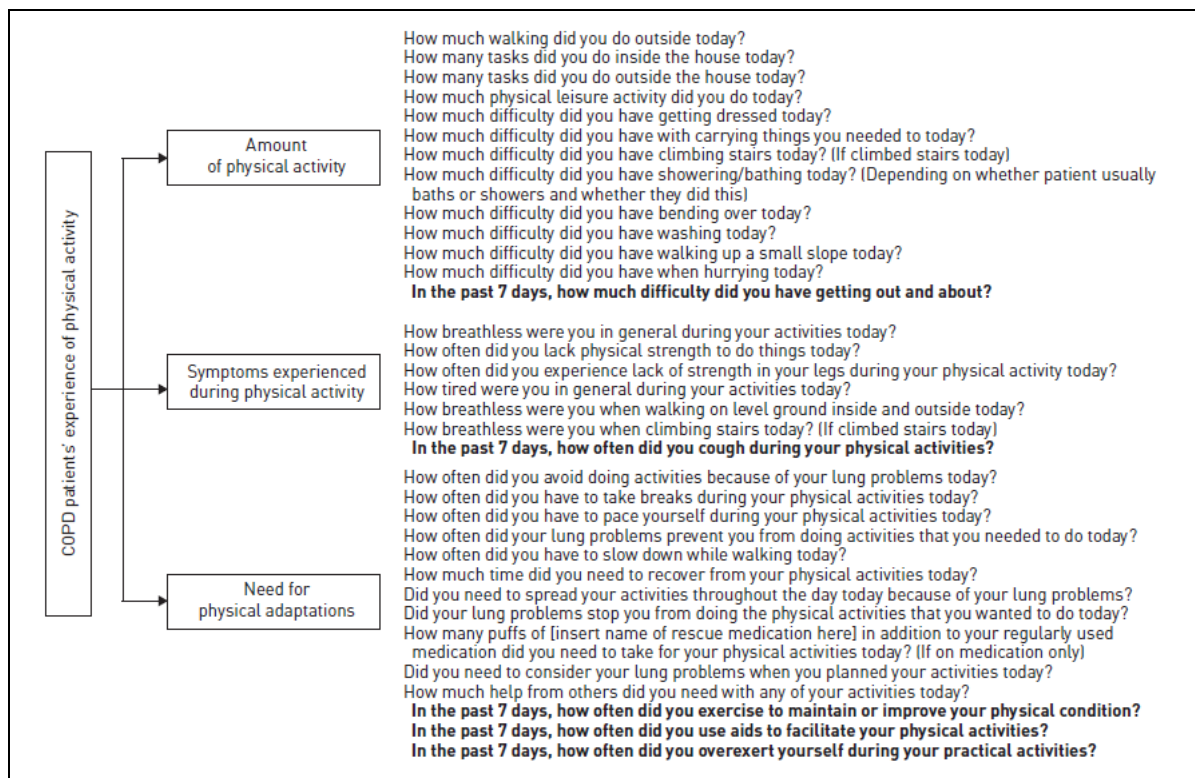 COPD patients' experience of physical activity
Amount
of physical activity
How much walking did you do outside today?
How many tasks did you do inside the house today?
How many tasks did you do outside the house today?
How much physical leisure activity did you do today?
How much difficulty did you have getting dressed today?
How much difficulty did you have with carrying things you needed to today?
How much difficulty did you have climbing stairs today? (If climbed stairs today)
How much difficulty did you have showering/bathing today? (Depending on whether patient usually
baths or showers and whether they did this)
How much difficulty did you have bending over today?
How much difficulty did you have washing today?
How much difficulty did you have walking up a small slope today?
How much difficulty did you have when hurrying today?
In the past 7 days, how much difficulty did you have getting out and about?
Symptoms experienced
during physical activity
How breathless were you in general during your activities today?
How often did you lack physical strength to do things today?
How often did you experience lack of strength in your legs during your physical activity today?
How tired were you in general during your activities today?
How breathless were you when walking on level ground inside and outside today?
How breathless were you when climbing stairs today? (If climbed stairs today)
In the past 7 days, how often did you cough during your physical activities?
Need for
physical adaptations
How often did you avoid doing activities because of your lung problems today?
How often did you have to take breaks during your physical activities today?
How often did you have to pace yourself during your physical activities today?
How often did your lung problems prevent you from doing activities that you needed to do today?
How often did you have to slow down while walking today?
How much time did you need to recover from your physical activities today?
Did you need to spread your activities throughout the day today because of your lung problems?
Did your lung problems stop you from doing the physical activities that you wanted to do today?
How many puffs of [insert name of rescue medication here] in addition to your regularly used
medication did you need to take for your physical activities today? (If on medication only)
Did you need to consider your lung problems when you planned your activities today?
How much help from others did you need with any of your activities today?
In the past 7 days, how often did you exercise to maintain or improve your physical condition?
In the past 7 days, how often did you use aids to facilitate your physical activities?
In the past 7 days, how often did you overexert yourself during your practical activities?